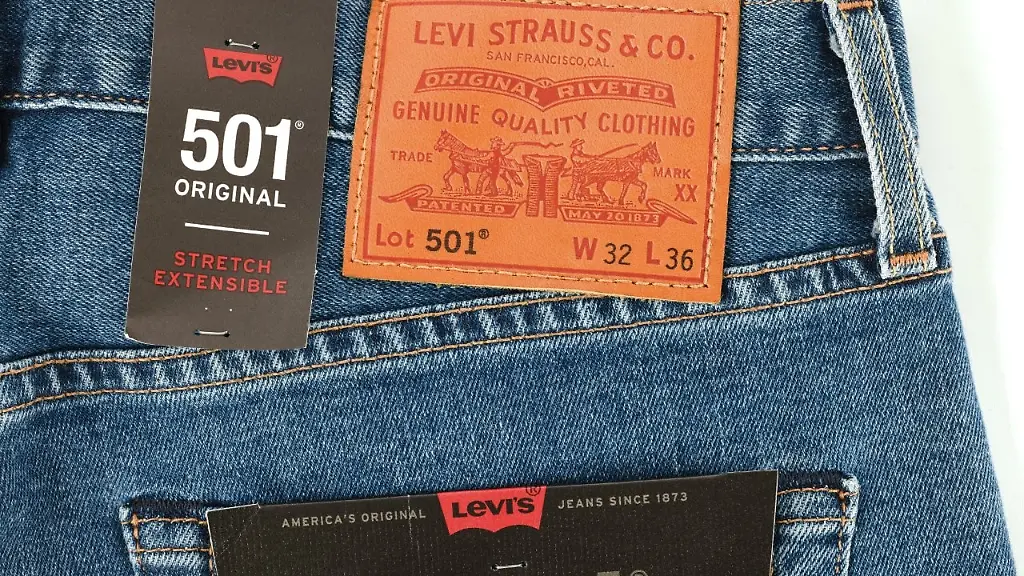 LEVI'S®
501®
ORIGINAL
STRETCH
EXTENSIBLE
LEVI STRAUSS & CO.
SAN FRANCISCO, CAL.
ORIGINAL RIVETED
GENUINE QUALITY CLOTHING
TRADE MARK
XX
PATENTED MAY 20 1873
Lot 501® W 32 L 36
AMERICA'S ORIGINAL LEVI'S® JEANS SINCE 1873